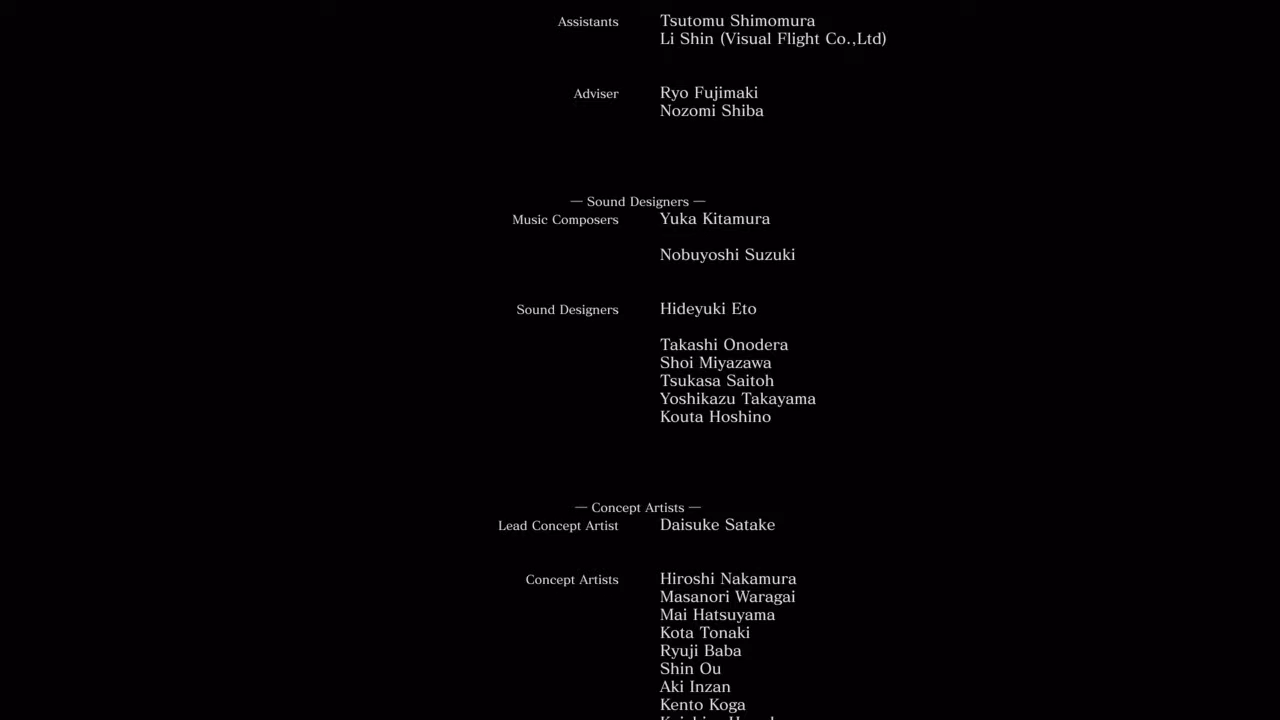 Assistants Tsutomu Shimomura
Li Shin (Visual Flight Co.,Ltd)
Adviser Ryo Fujimaki
Nozomi Shiba
— Sound Designers —
Music Composers Yuka Kitamura
Nobuyoshi Suzuki
Sound Designers Hideyuki Eto
Takashi Onodera
Shoi Miyazawa
Tsukasa Saitoh
Yoshikazu Takayama
Kouta Hoshino
— Concept Artists —
Lead Concept Artist Daisuke Satake
Concept Artists Hiroshi Nakamura
Masanori Waragai
Mai Hatsuyama
Kota Tonaki
Ryuji Baba
Shin Ou
Aki Inzan
Kento Koga